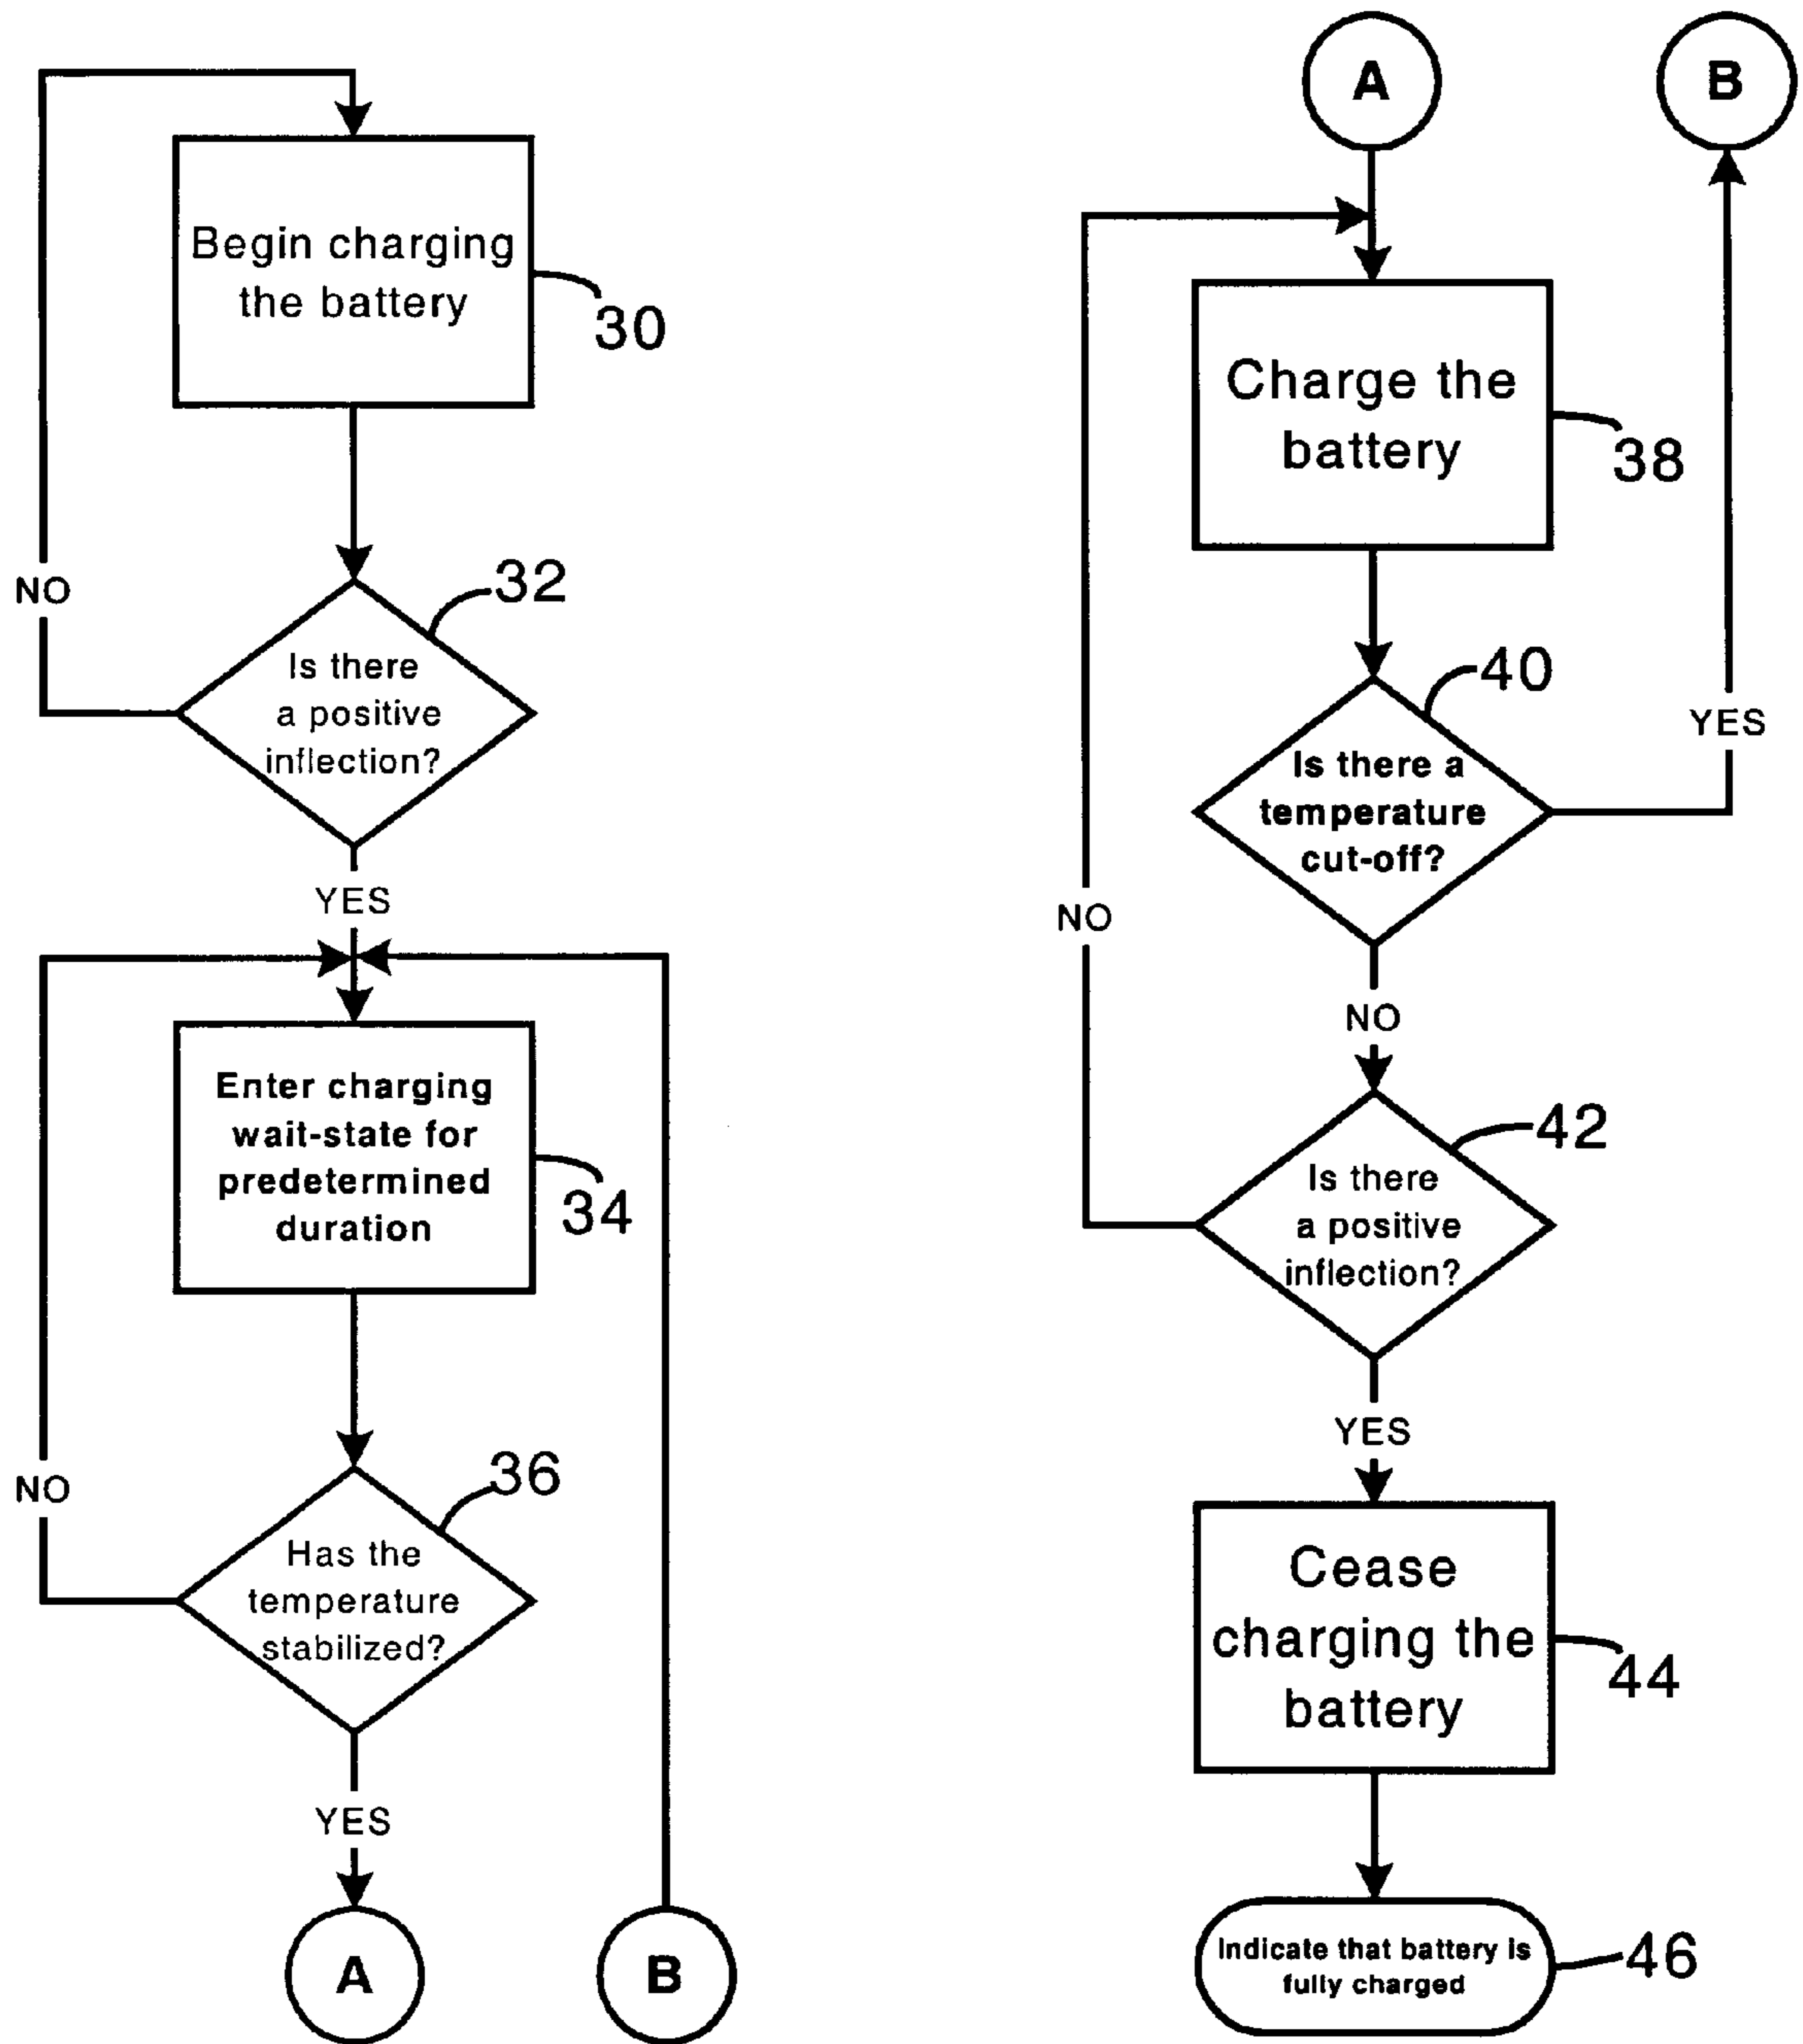 Begin charging
the battery
30
32
Is there
a positive
inflection?
NO
YES
Enter charging
wait-state for
predetermined
duration
34
36
Has the
temperature
stabilized?
NO
YES
A
B
A
B
Charge the
battery
38
40
Is there a
temperature
cut-off?
YES
NO
NO
42
Is there
a positive
inflection?
YES
Cease
charging the
battery
44
Indicate that battery is
fully charged
46